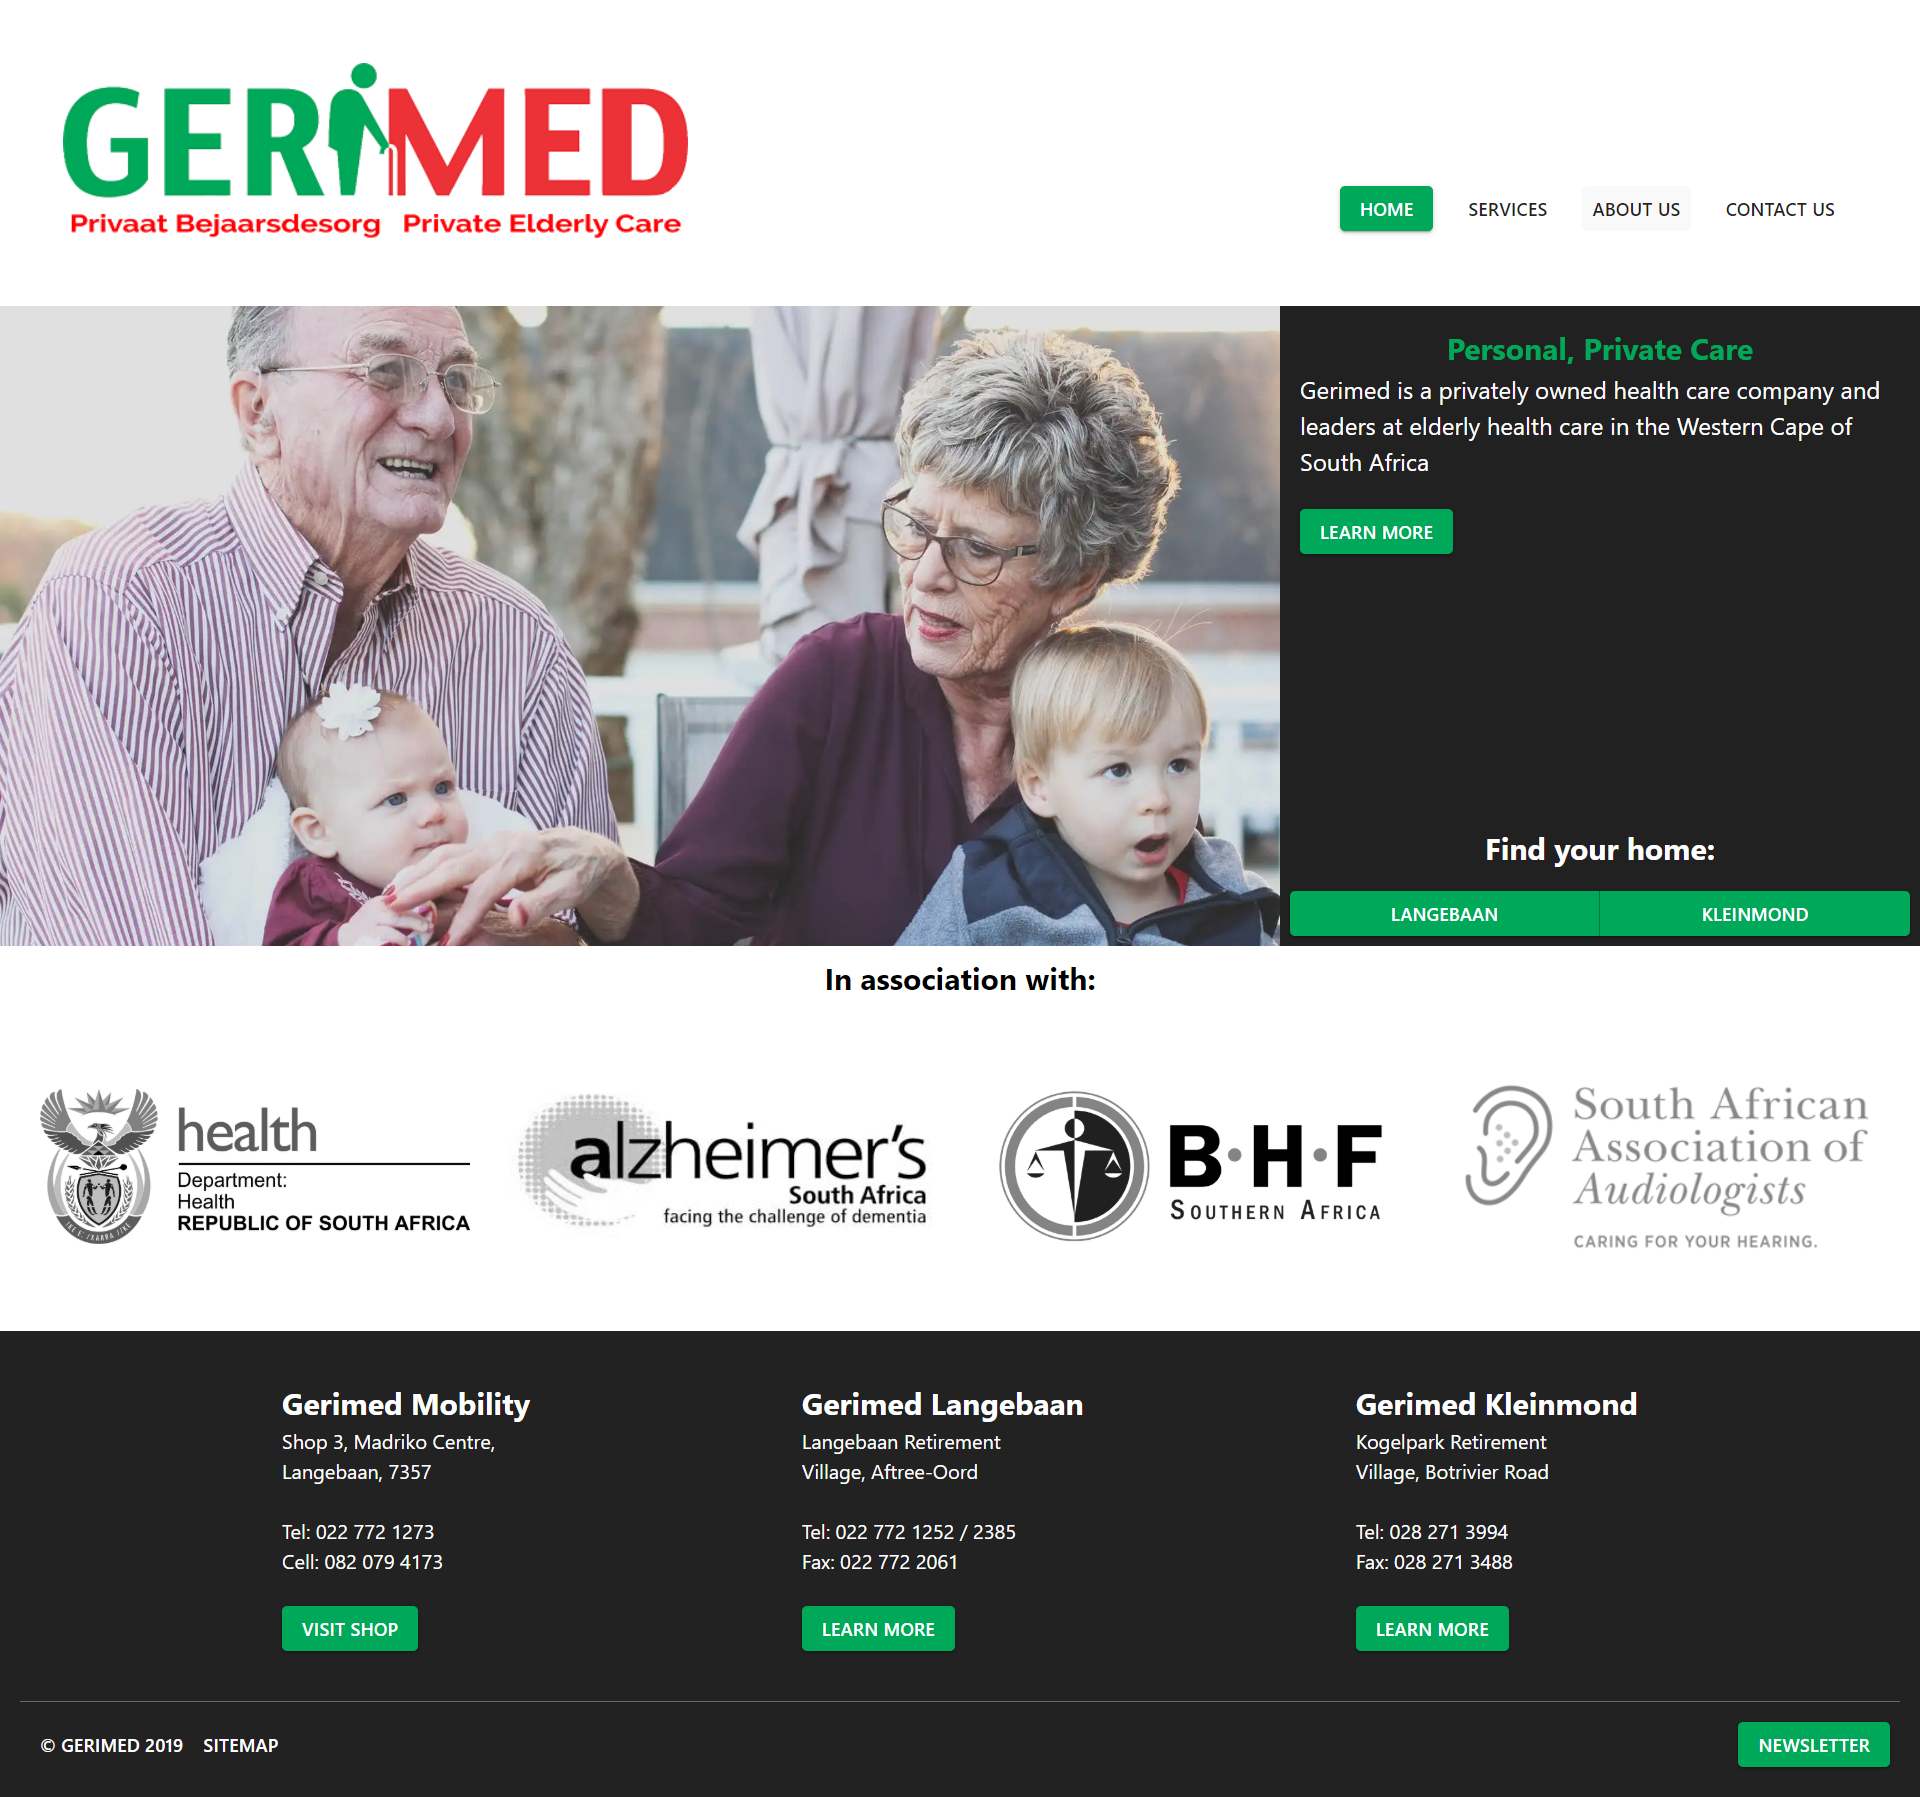 GERIMED
Privaat Bejaarsdesorg Private Elderly Care
HOME SERVICES ABOUT US CONTACT US
Personal, Private Care
Gerimed is a privately owned health care company and
leaders at elderly health care in the Western Cape of
South Africa
LEARN MORE
Find your home:
LANGEBAAN KLEINMOND
In association with:
health
Department:
Health
REPUBLIC OF SOUTH AFRICA
alzheimer's
South Africa
facing the challenge of dementia
B·H·F
SOUTHERN AFRICA
South African
Association of
Audiologists
CARING FOR YOUR HEARING.
Gerimed Mobility
Shop 3, Madriko Centre,
Langebaan, 7357
Tel: 022 772 1273
Cell: 082 079 4173
VISIT SHOP
Gerimed Langebaan
Langebaan Retirement
Village, Aftree-Oord
Tel: 022 772 1252 / 2385
Fax: 022 772 2061
LEARN MORE
Gerimed Kleinmond
Kogelpark Retirement
Village, Botrivier Road
Tel: 028 271 3994
Fax: 028 271 3488
LEARN MORE
© GERIMED 2019 SITEMAP
NEWSLETTER